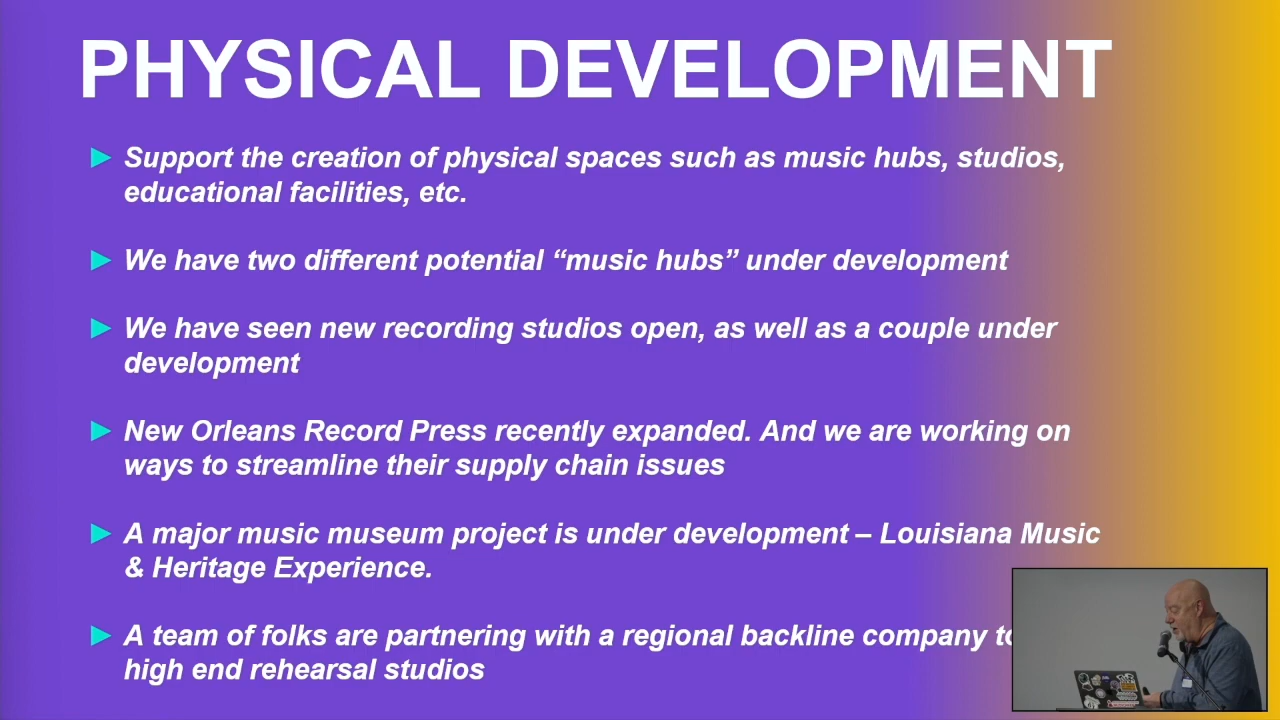 PHYSICAL DEVELOPMENT
► Support the creation of physical spaces such as music hubs, studios,
educational facilities, etc.
► We have two different potential “music hubs” under development
► We have seen new recording studios open, as well as a couple under
development
► New Orleans Record Press recently expanded. And we are working on
ways to streamline their supply chain issues
► A major music museum project is under development – Louisiana Music
& Heritage Experience.
► A team of folks are partnering with a regional backline company
high end rehearsal studios